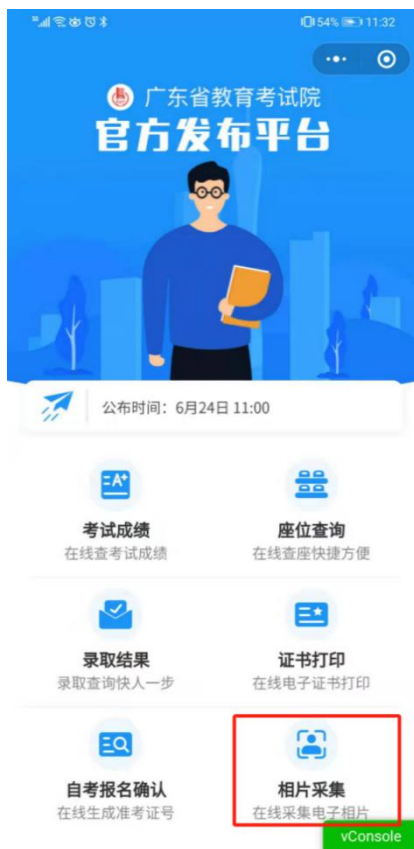 54% 11:32
广东省教育考试院
官方发布平台
公布时间：6月24日 11:00
考试成绩
在线查考试成绩
座位查询
在线查座快捷方便
录取结果
录取查询快人一步
证书打印
在线电子证书打印
自考报名确认
在线生成准考证号
相片采集
在线采集电子相片
vConsole